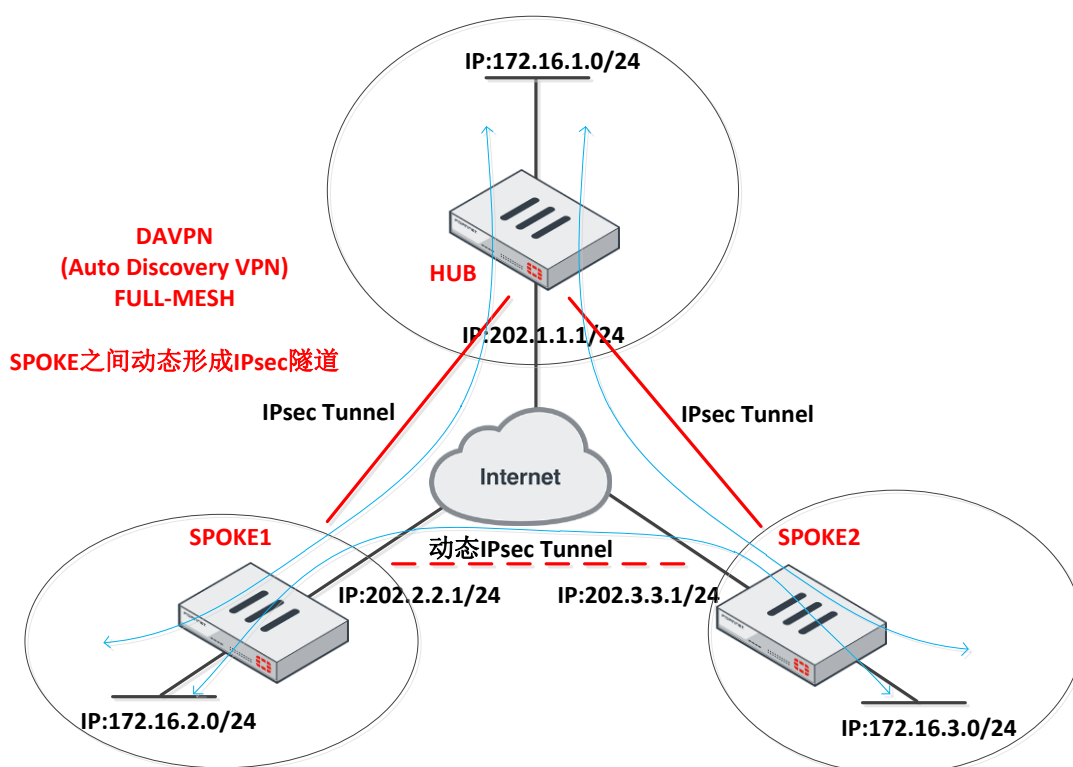 IP:172.16.1.0/24
DAVPN
(Auto Discovery VPN)
FULL-MESH
HUB
IP:202.1.1.1/24
SPOKE之间动态形成IPsec隧道
IPsec Tunnel
IPsec Tunnel
Internet
SPOKE1
SPOKE2
动态IPsec Tunnel
IP:202.2.2.1/24
IP:202.3.3.1/24
IP:172.16.2.0/24
IP:172.16.3.0/24